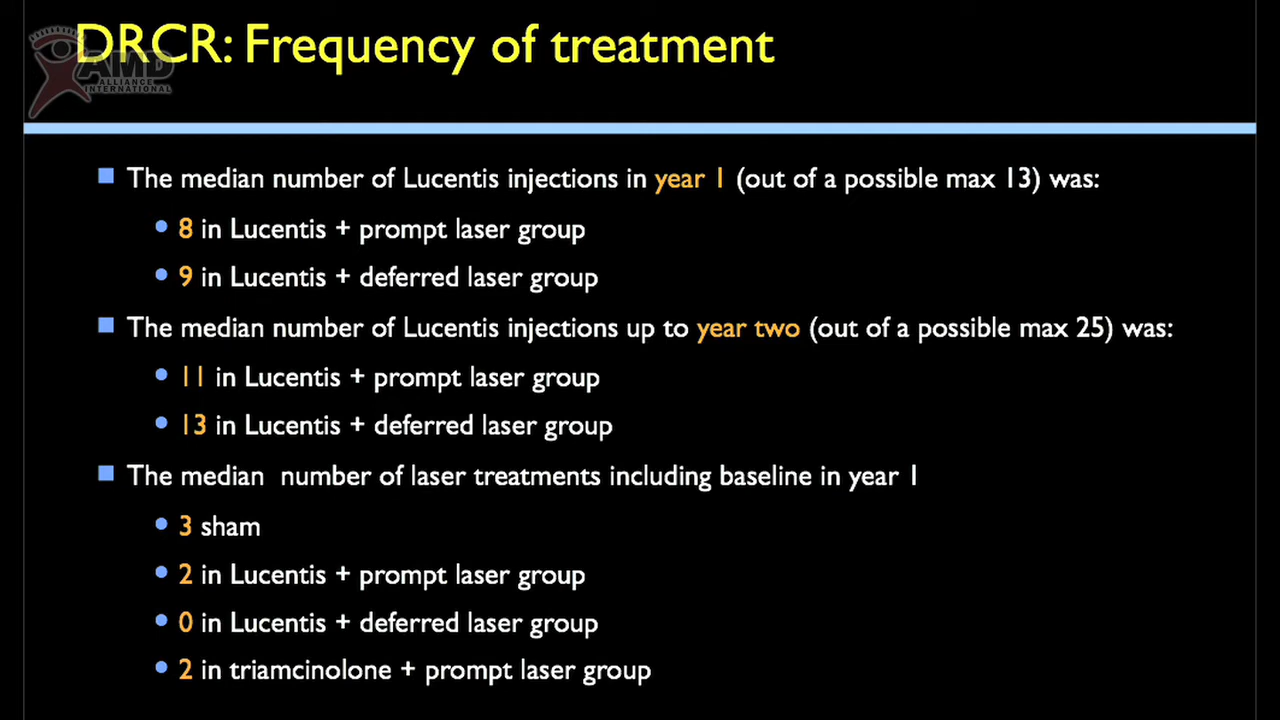 DRCR: Frequency of treatment
AMD
ALLIANCE
INTERNATIONAL
The median number of Lucentis injections in year 1 (out of a possible max 13) was:
8 in Lucentis + prompt laser group
9 in Lucentis + deferred laser group
The median number of Lucentis injections up to year two (out of a possible max 25) was:
11 in Lucentis + prompt laser group
13 in Lucentis + deferred laser group
The median number of laser treatments including baseline in year 1
3 sham
2 in Lucentis + prompt laser group
0 in Lucentis + deferred laser group
2 in triamcinolone + prompt laser group